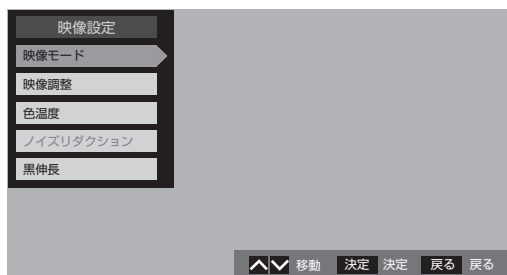 映像設定
映像モード
映像調整
色温度
ノイズリダクション
黒伸長
移動 決定 決定 戻る 戻る